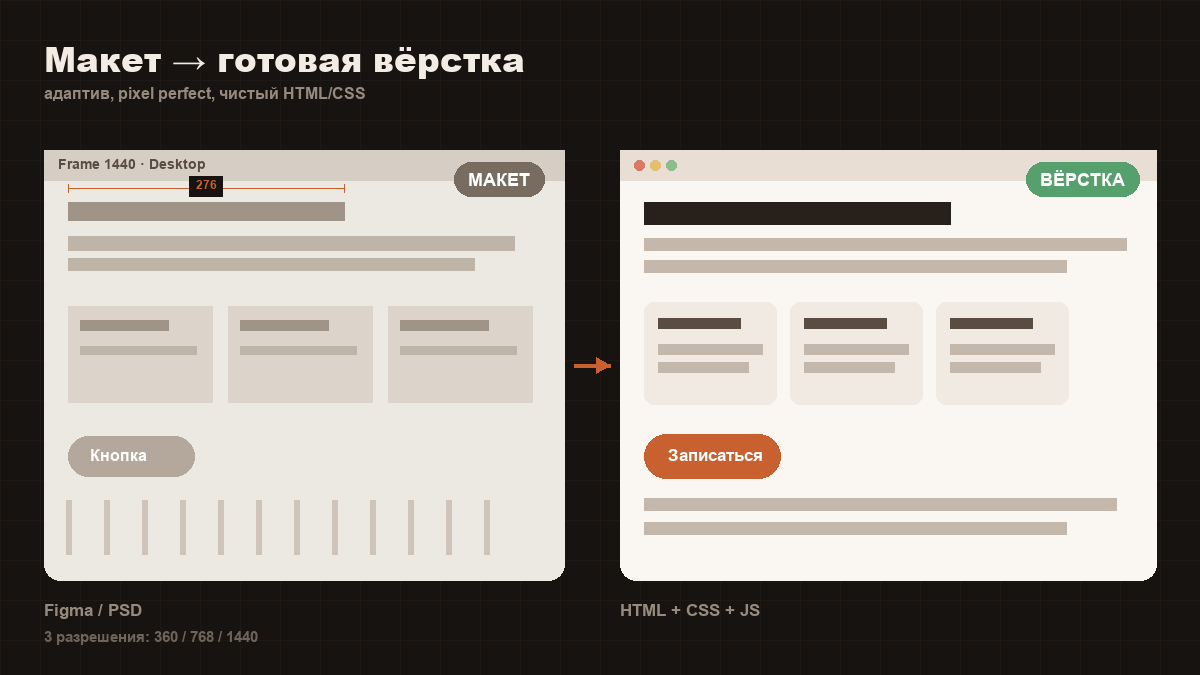 Макет → готовая вёрстка
адаптив, pixel perfect, чистый HTML/CSS
Frame 1440 · Desktop
МАКЕТ
276
Кнопка
ВЁРСТКА
Записаться
Figma / PSD
3 разрешения: 360 / 768 / 1440
HTML + CSS + JS